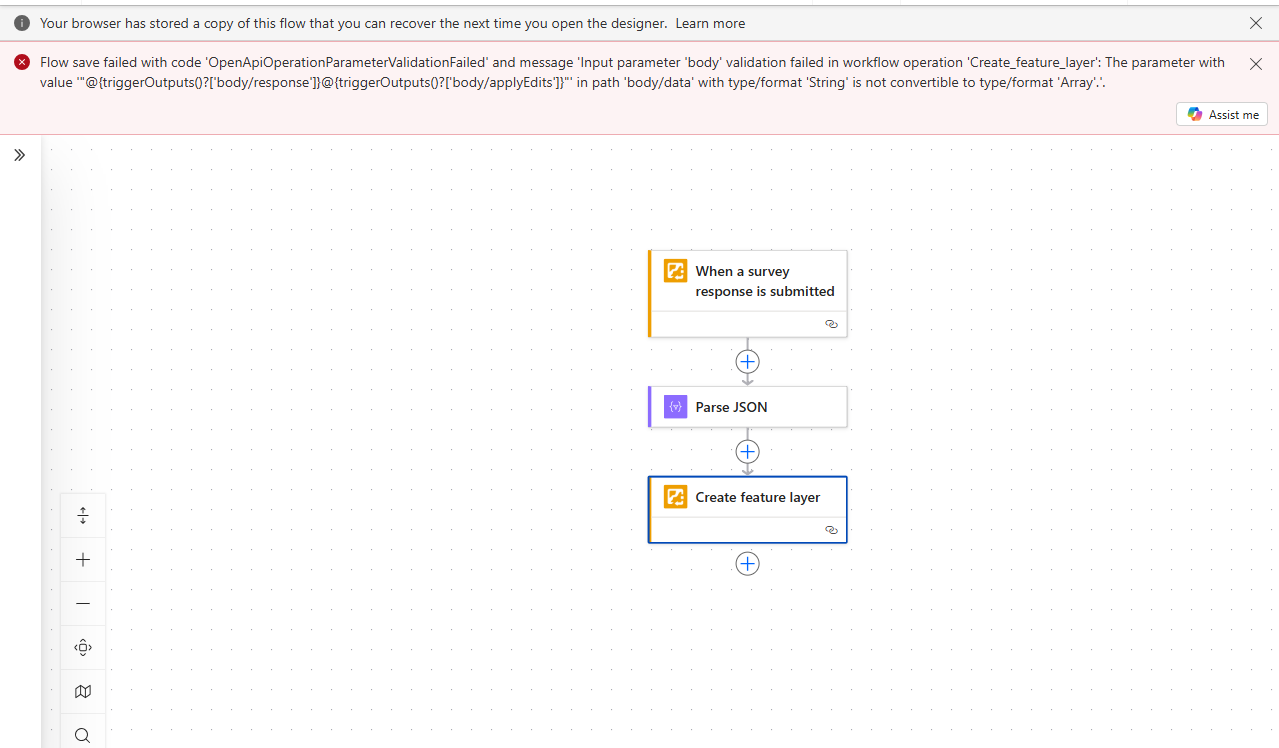 Your browser has stored a copy of this flow that you can recover the next time you open the designer. Learn more
Flow save failed with code 'OpenApiOperationParameterValidationFailed' and message 'Input parameter 'body' validation failed in workflow operation 'Create_feature_layer': The parameter with
value '"@{triggerOutputs()?['body/response']}@{triggerOutputs()?['body/applyEdits']}"' in path 'body/data' with type/format 'String' is not convertible to type/format 'Array'.'.
Assist me
When a survey
response is submitted
Parse JSON
Create feature layer